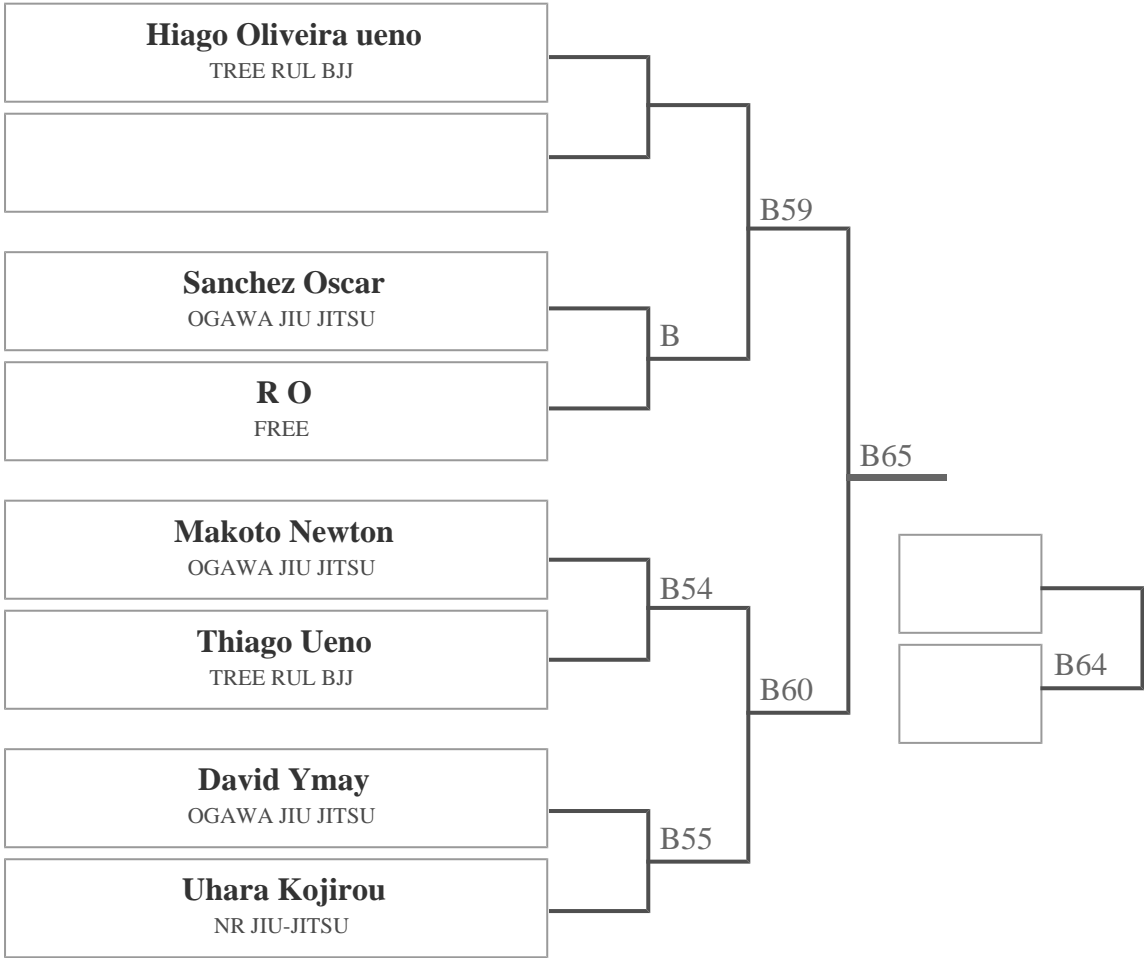 Hiago Oliveira ueno
TREE RUL BJJ
B59
Sanchez Oscar
OGAWA JIU JITSU
B
R O
FREE
B65
Makoto Newton
OGAWA JIU JITSU
B54
Thiago Ueno
TREE RUL BJJ
B64
B60
David Ymay
OGAWA JIU JITSU
B55
Uhara Kojirou
NR JIU-JITSU